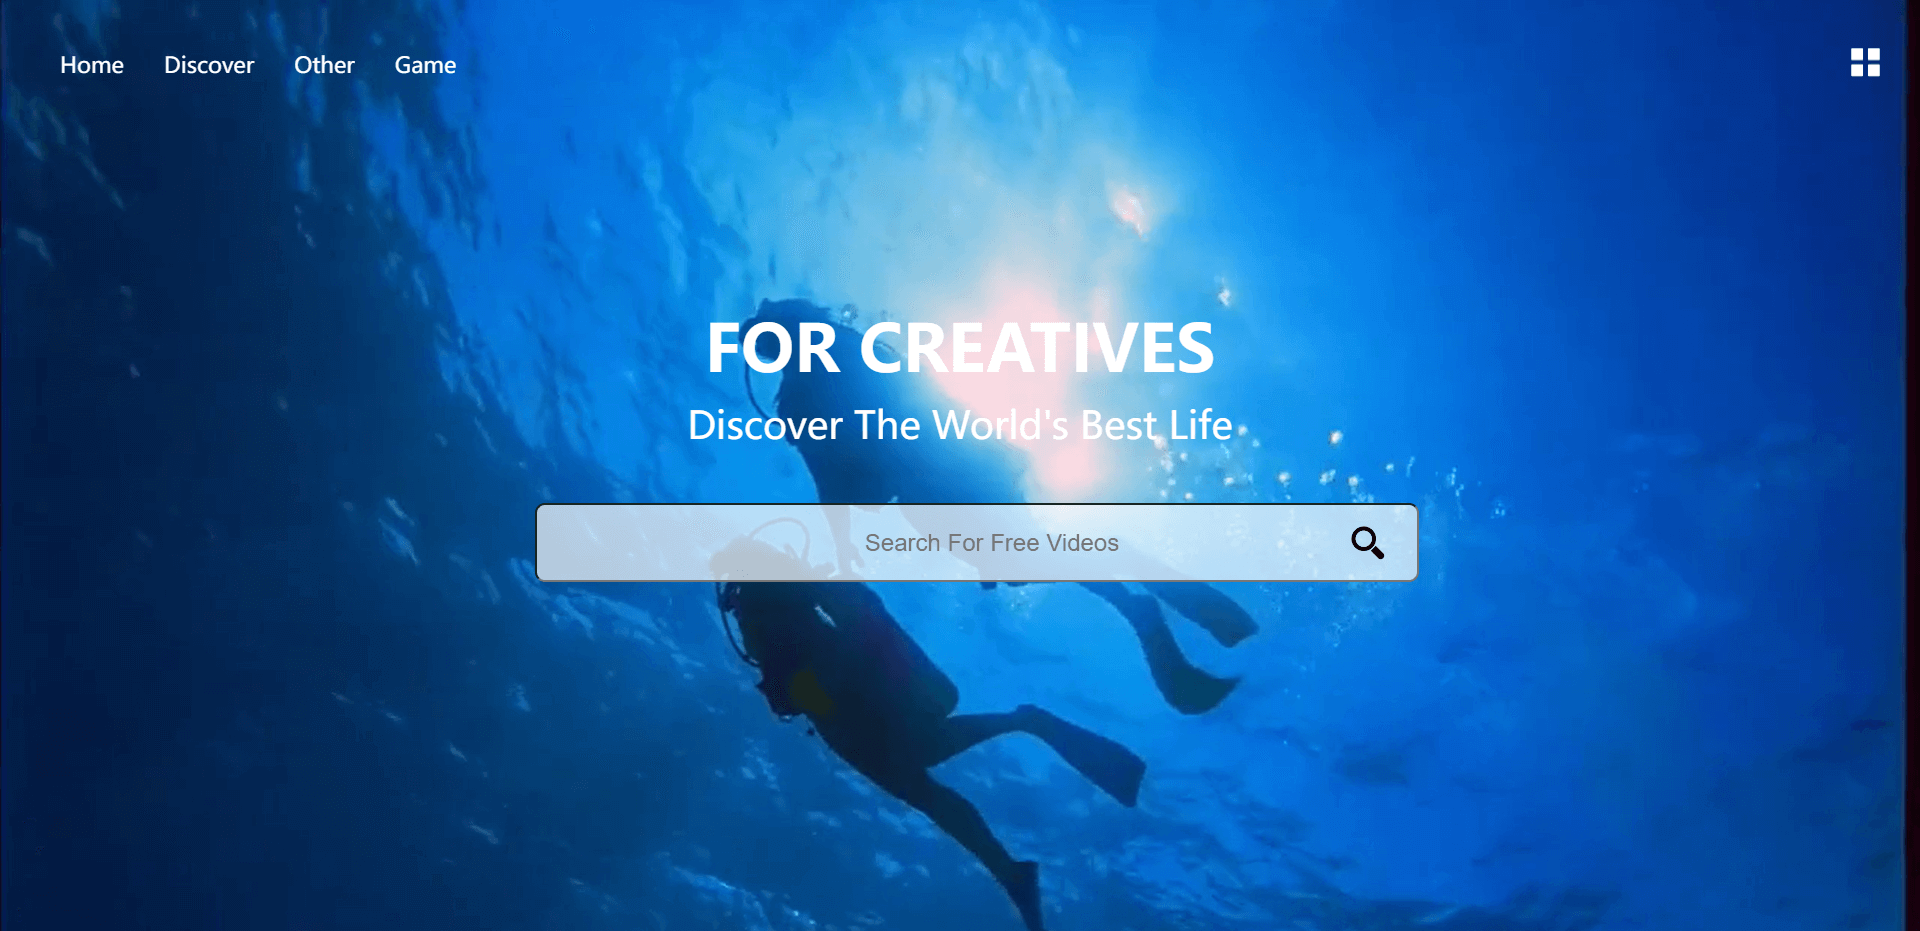 Home Discover Other Game
FOR CREATIVES
Discover The World's Best Life
Search For Free Videos